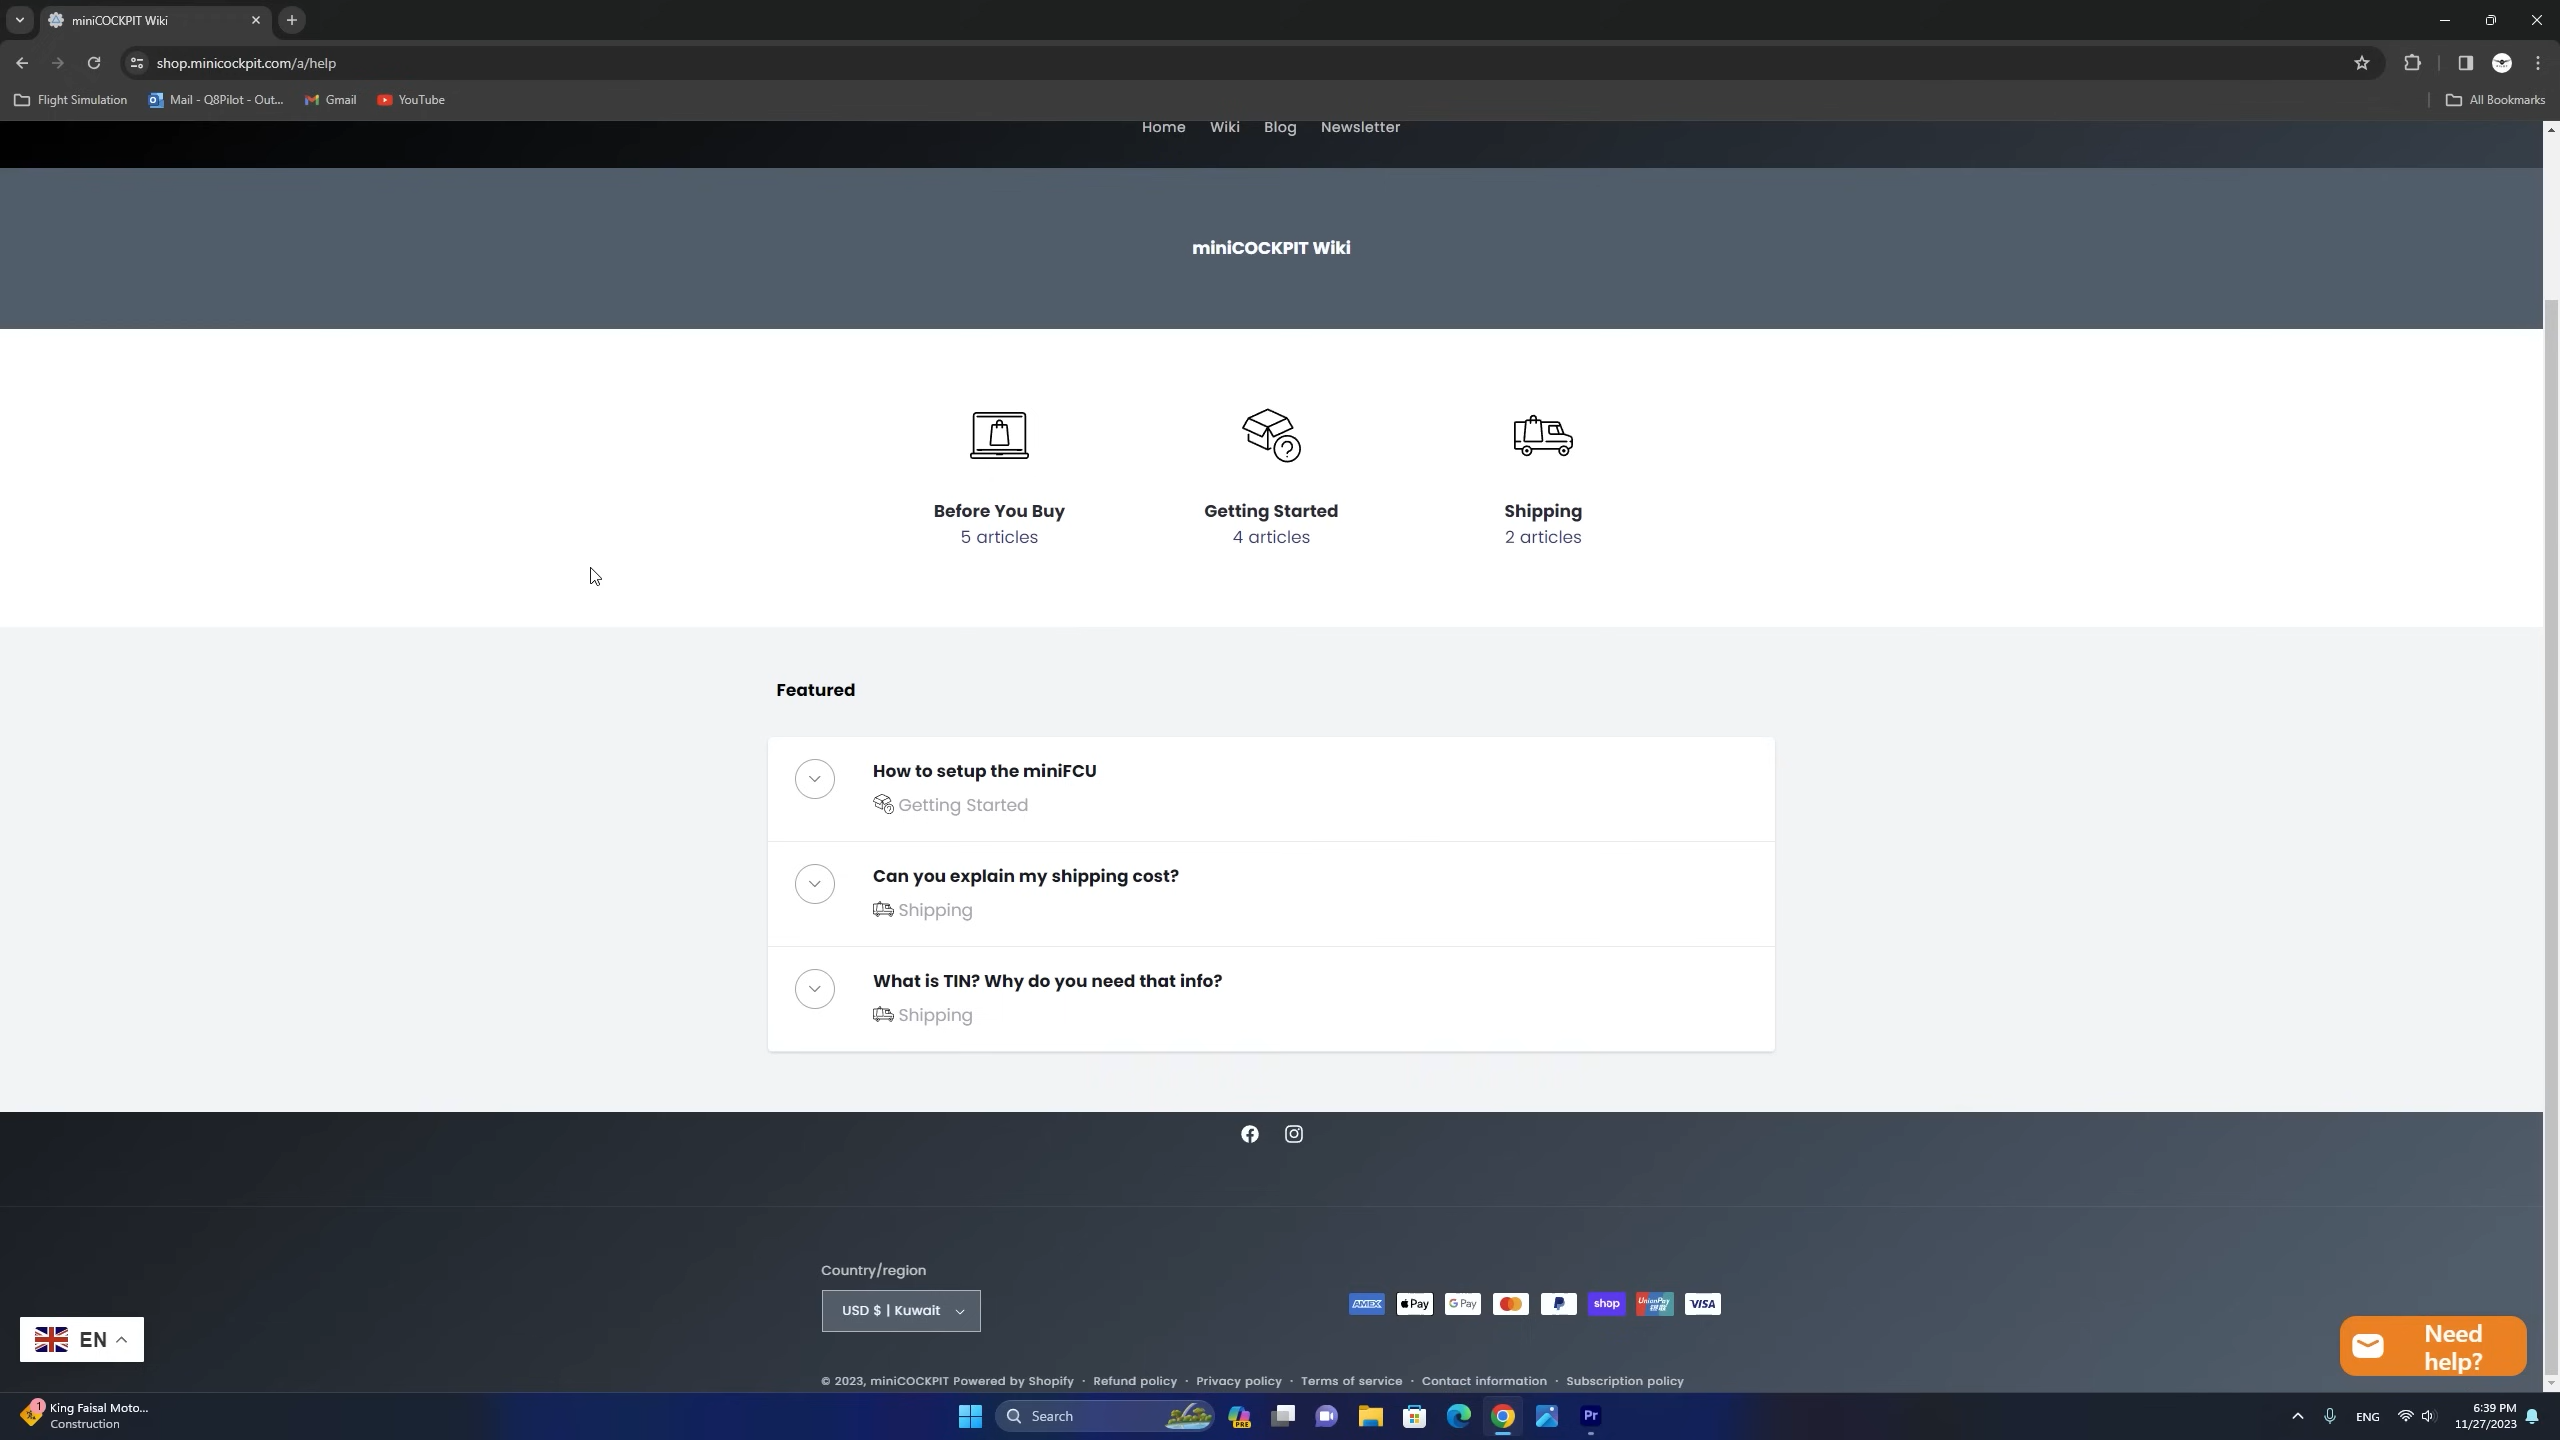 miniCOCKPIT Wiki
shop.minicockpit.com/a/help
Flight Simulation
Mail - Q8Pilot - Out...
Gmail
YouTube
All Bookmarks
Home Wiki Blog Newsletter
miniCOCKPIT Wiki
Before You Buy
5 articles
Getting Started
4 articles
Shipping
2 articles
Featured
How to setup the miniFCU
Getting Started
Can you explain my shipping cost?
Shipping
What is TIN? Why do you need that info?
Shipping
Country/region
USD $ | Kuwait
AMEX Pay G Pay shop UnionPay VISA
EN
Need
help?
© 2023, miniCOCKPIT Powered by Shopify · Refund policy · Privacy policy · Terms of service · Contact information · Subscription policy
1
King Faisal Moto...
Construction
Search
PRE
Pr
ENG
6:39 PM
11/27/2023